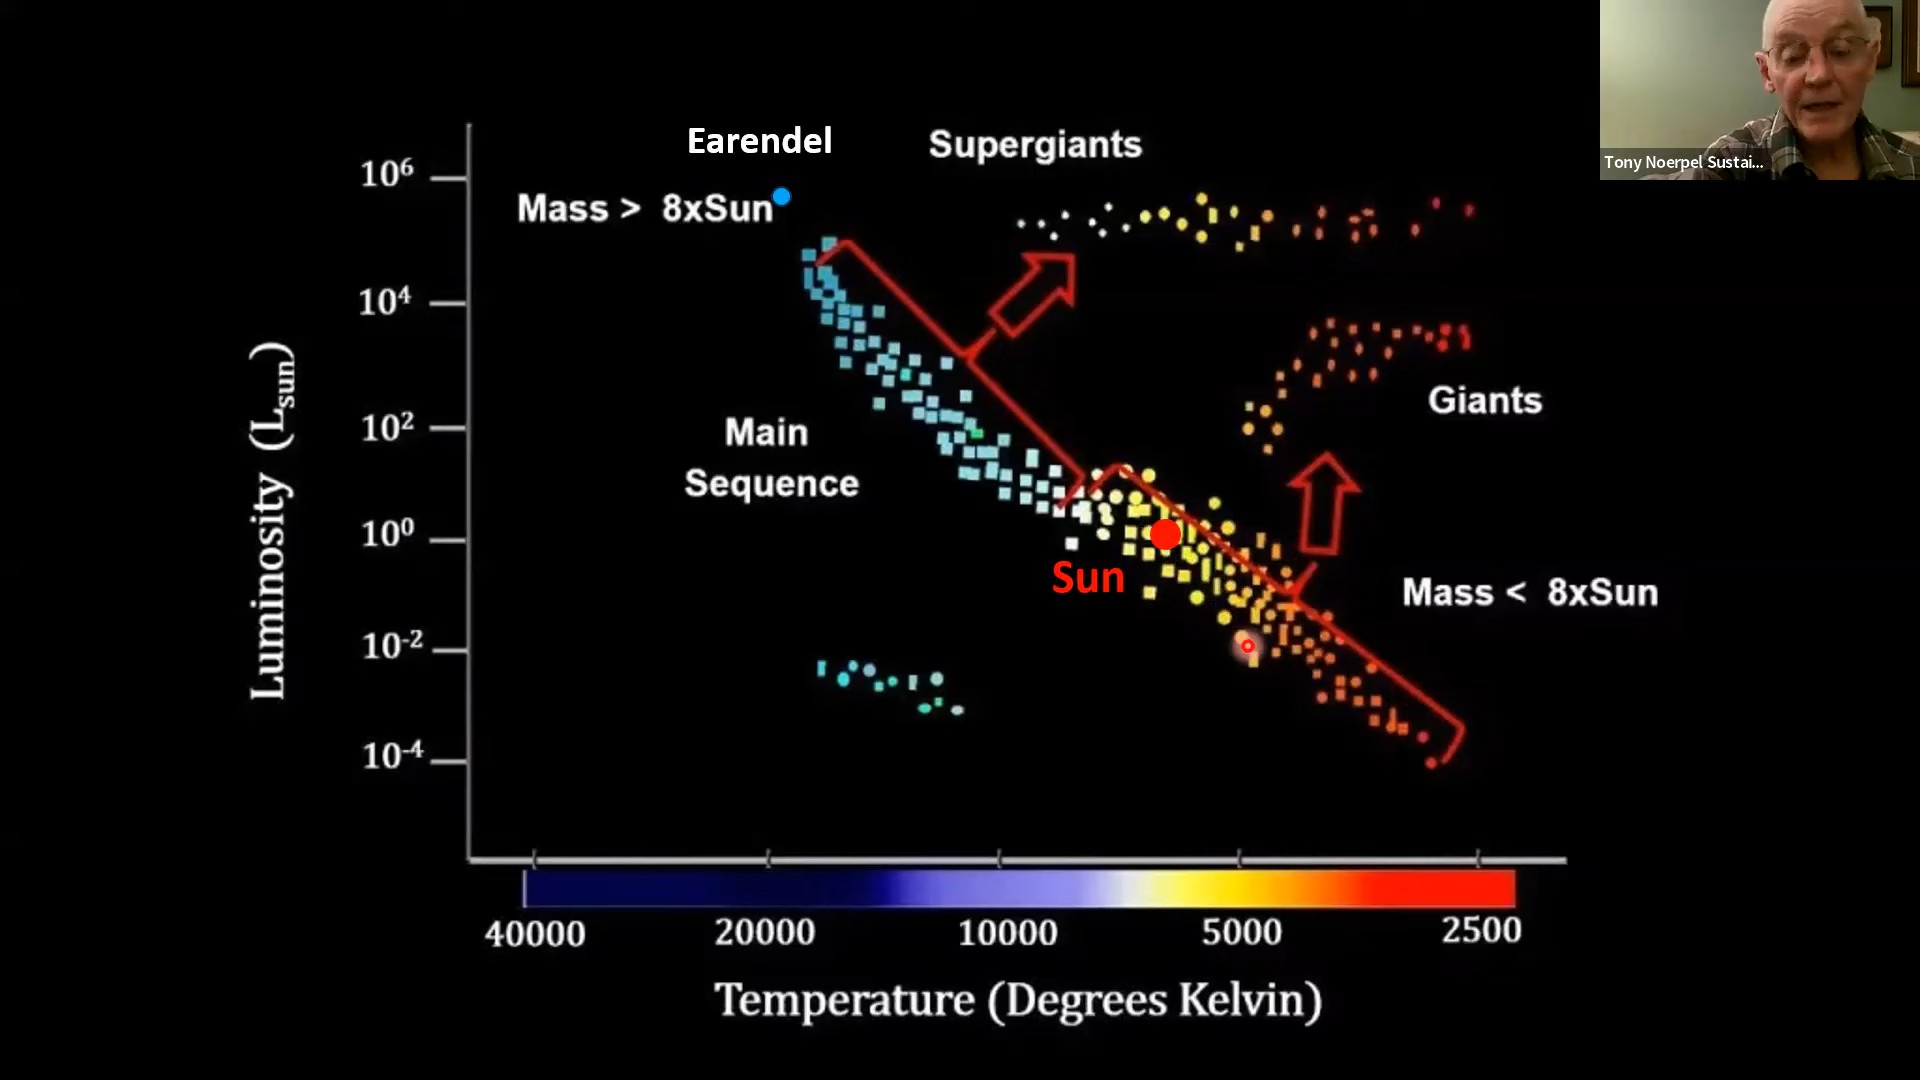 Earendel
Supergiants
Tony Noerpel Sustai...
10⁶
Mass > 8xSun
10⁴
Giants
10²
Main
Sequence
10⁰
Sun
Mass < 8xSun
10⁻²
10⁻⁴
Luminosity (Lsun)
40000 20000 10000 5000 2500
Temperature (Degrees Kelvin)